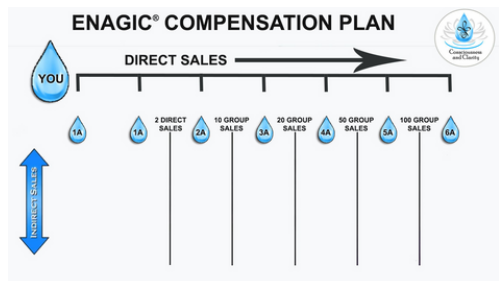 ENAGIC® COMPENSATION PLAN
Consciousness
and Clarity
YOU
DIRECT SALES
1A
1A
2 DIRECT
SALES
2A
10 GROUP
SALES
3A
20 GROUP
SALES
4A
50 GROUP
SALES
5A
100 GROUP
SALES
6A
INDIRECT SALES